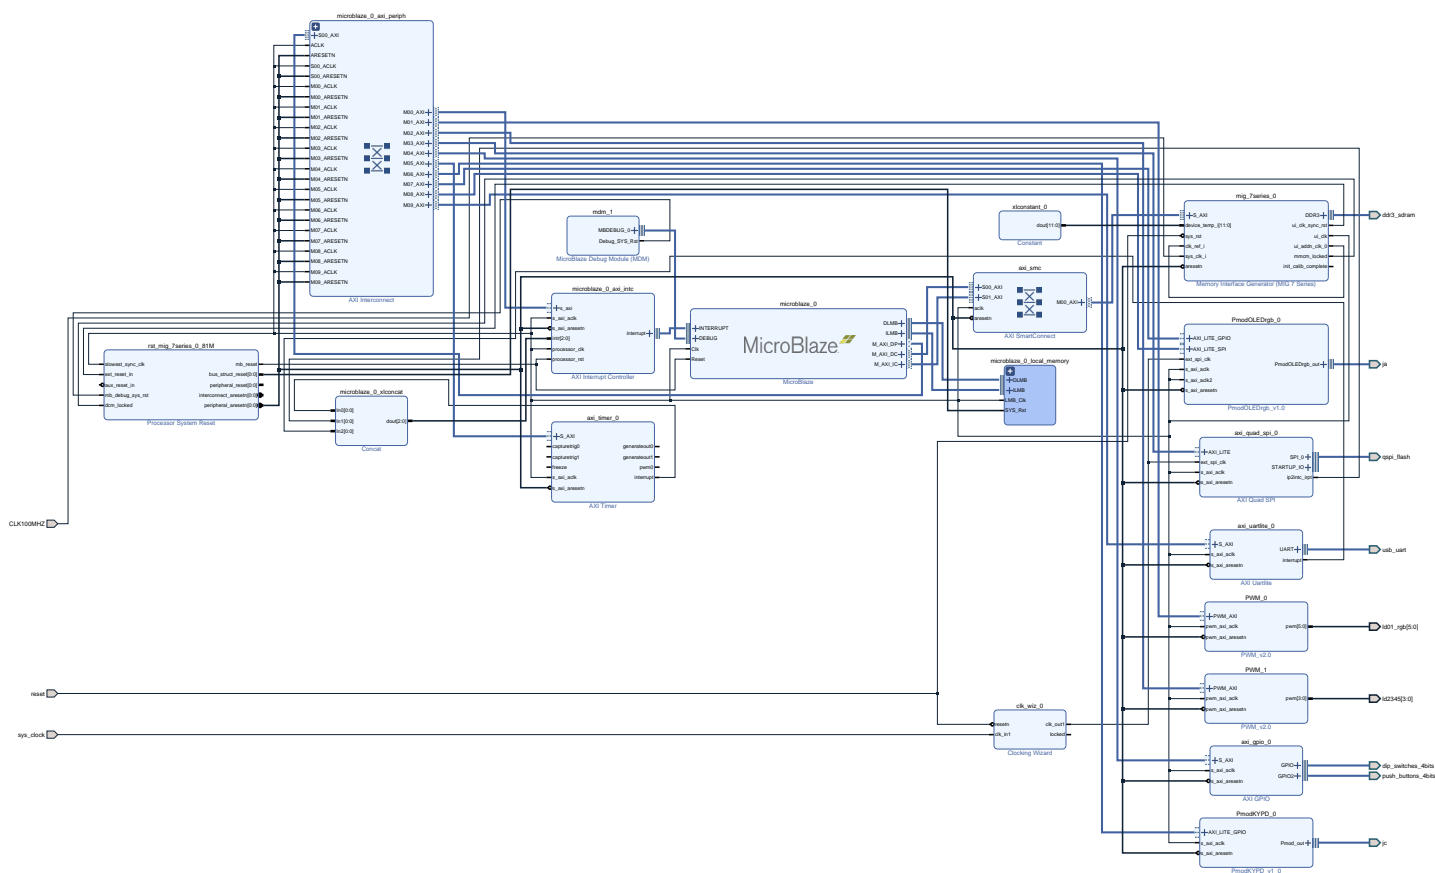 microblaze_0_axi_periph
S00_AXI
ACLK
ARESETN
S00_ACLK
S00_ARESETN
M00_ACLK
M00_ARESETN
M01_ACLK
M01_ARESETN
M02_ACLK
M02_ARESETN
M03_ACLK
M03_ARESETN
M04_ACLK
M04_ARESETN
M05_ACLK
M05_ARESETN
M06_ACLK
M06_ARESETN
M07_ACLK
M07_ARESETN
M08_ACLK
M08_ARESETN
M09_ACLK
M09_ARESETN
M00_AXI
M01_AXI
M02_AXI
M03_AXI
M04_AXI
M05_AXI
M06_AXI
M07_AXI
M08_AXI
M09_AXI
AXI Interconnect
mdm_1
MBDEBUG_0
Debug_SYS_Rst
MicroBlaze Debug Module (MDM)
xlconstant_0
dout[11:0]
Constant
mig_7series_0
S_AXI
device_temp_i[11:0]
sys_rst
clk_ref_i
sys_clk_i
aresetn
DDR3
ui_clk_sync_rst
ui_clk
ui_addn_clk_0
mmcm_locked
init_calib_complete
Memory Interface Generator (MIG 7 Series)
ddr3_sdram
axi_smc
S00_AXI
S01_AXI
aclk
aresetn
M00_AXI
AXI SmartConnect
microblaze_0_axi_intc
s_axi
s_axi_aclk
s_axi_aresetn
intr[2:0]
processor_clk
processor_rst
interrupt
AXI Interrupt Controller
microblaze_0
INTERRUPT
DEBUG
Clk
Reset
MicroBlaze
DLMB
ILMB
M_AXI_DP
M_AXI_DC
M_AXI_IC
MicroBlaze
microblaze_0_local_memory
DLMB
ILMB
LMB_Clk
SYS_Rst
PmodOLEDrgb_0
AXI_LITE_GPIO
AXI_LITE_SPI
ext_spi_clk
s_axi_aclk
s_axi_aclk2
s_axi_aresetn
PmodOLEDrgb_out
PmodOLEDrgb_v1.0
ja
rst_mig_7series_0_81M
slowest_sync_clk
ext_reset_in
aux_reset_in
mb_debug_sys_rst
dcm_locked
mb_reset
bus_struct_reset[0:0]
peripheral_reset[0:0]
interconnect_aresetn[0:0]
peripheral_aresetn[0:0]
Processor System Reset
microblaze_0_xlconcat
In0[0:0]
In1[0:0]
In2[0:0]
dout[2:0]
Concat
axi_timer_0
S_AXI
capturetrig0
capturetrig1
freeze
s_axi_aclk
s_axi_aresetn
generateout0
generateout1
pwm0
interrupt
AXI Timer
axi_quad_spi_0
AXI_LITE
ext_spi_clk
s_axi_aclk
s_axi_aresetn
SPI_0
STARTUP_IO
ip2intc_irpt
AXI Quad SPI
qspi_flash
CLK100MHZ
axi_uartlite_0
S_AXI
s_axi_aclk
s_axi_aresetn
UART
interrupt
AXI Uartlite
usb_uart
PWM_0
PWM_AXI
pwm_axi_aclk
pwm_axi_aresetn
pwm[5:0]
PWM_v2.0
ld01_rgb[5:0]
PWM_1
PWM_AXI
pwm_axi_aclk
pwm_axi_aresetn
pwm[3:0]
PWM_v2.0
ld2345[3:0]
reset
sys_clock
clk_wiz_0
resetn
clk_in1
clk_out1
locked
Clocking Wizard
axi_gpio_0
S_AXI
s_axi_aclk
s_axi_aresetn
GPIO
GPIO2
AXI GPIO
dip_switches_4bits
push_buttons_4bits
PmodKYPD_0
AXI_LITE_GPIO
s_axi_aclk
s_axi_aresetn
Pmod_out
PmodKYPD_v1_0
jc